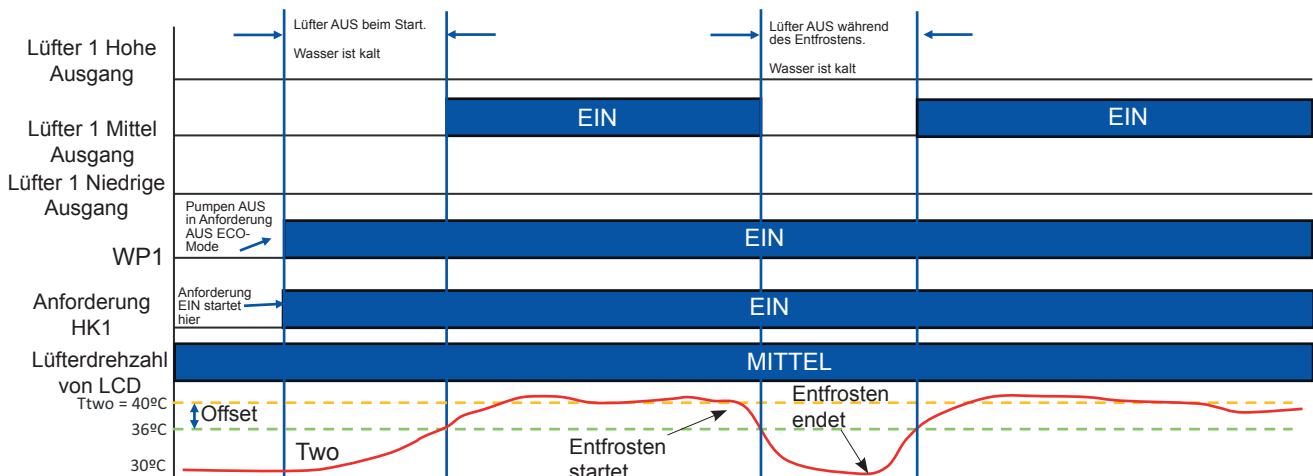 Lüfter AUS beim Start.
Wasser ist kalt
Lüfter AUS während
des Entfrostens.
Wasser ist kalt
Lüfter 1 Hohe
Ausgang
EIN
EIN
Lüfter 1 Mittel
Ausgang
Lüfter 1 Niedrige
Ausgang
Pumpen AUS
in Anforderung
AUS ECO-
Mode
WP1
EIN
Anforderung
HK1
Anforderung
EIN startet
hier
EIN
Lüfterdrehzahl
von LCD
MITTEL
Ttwo = 40ºC
Offset
36ºC
30ºC
Two
Entfrosten
startet
Entfrosten
endet